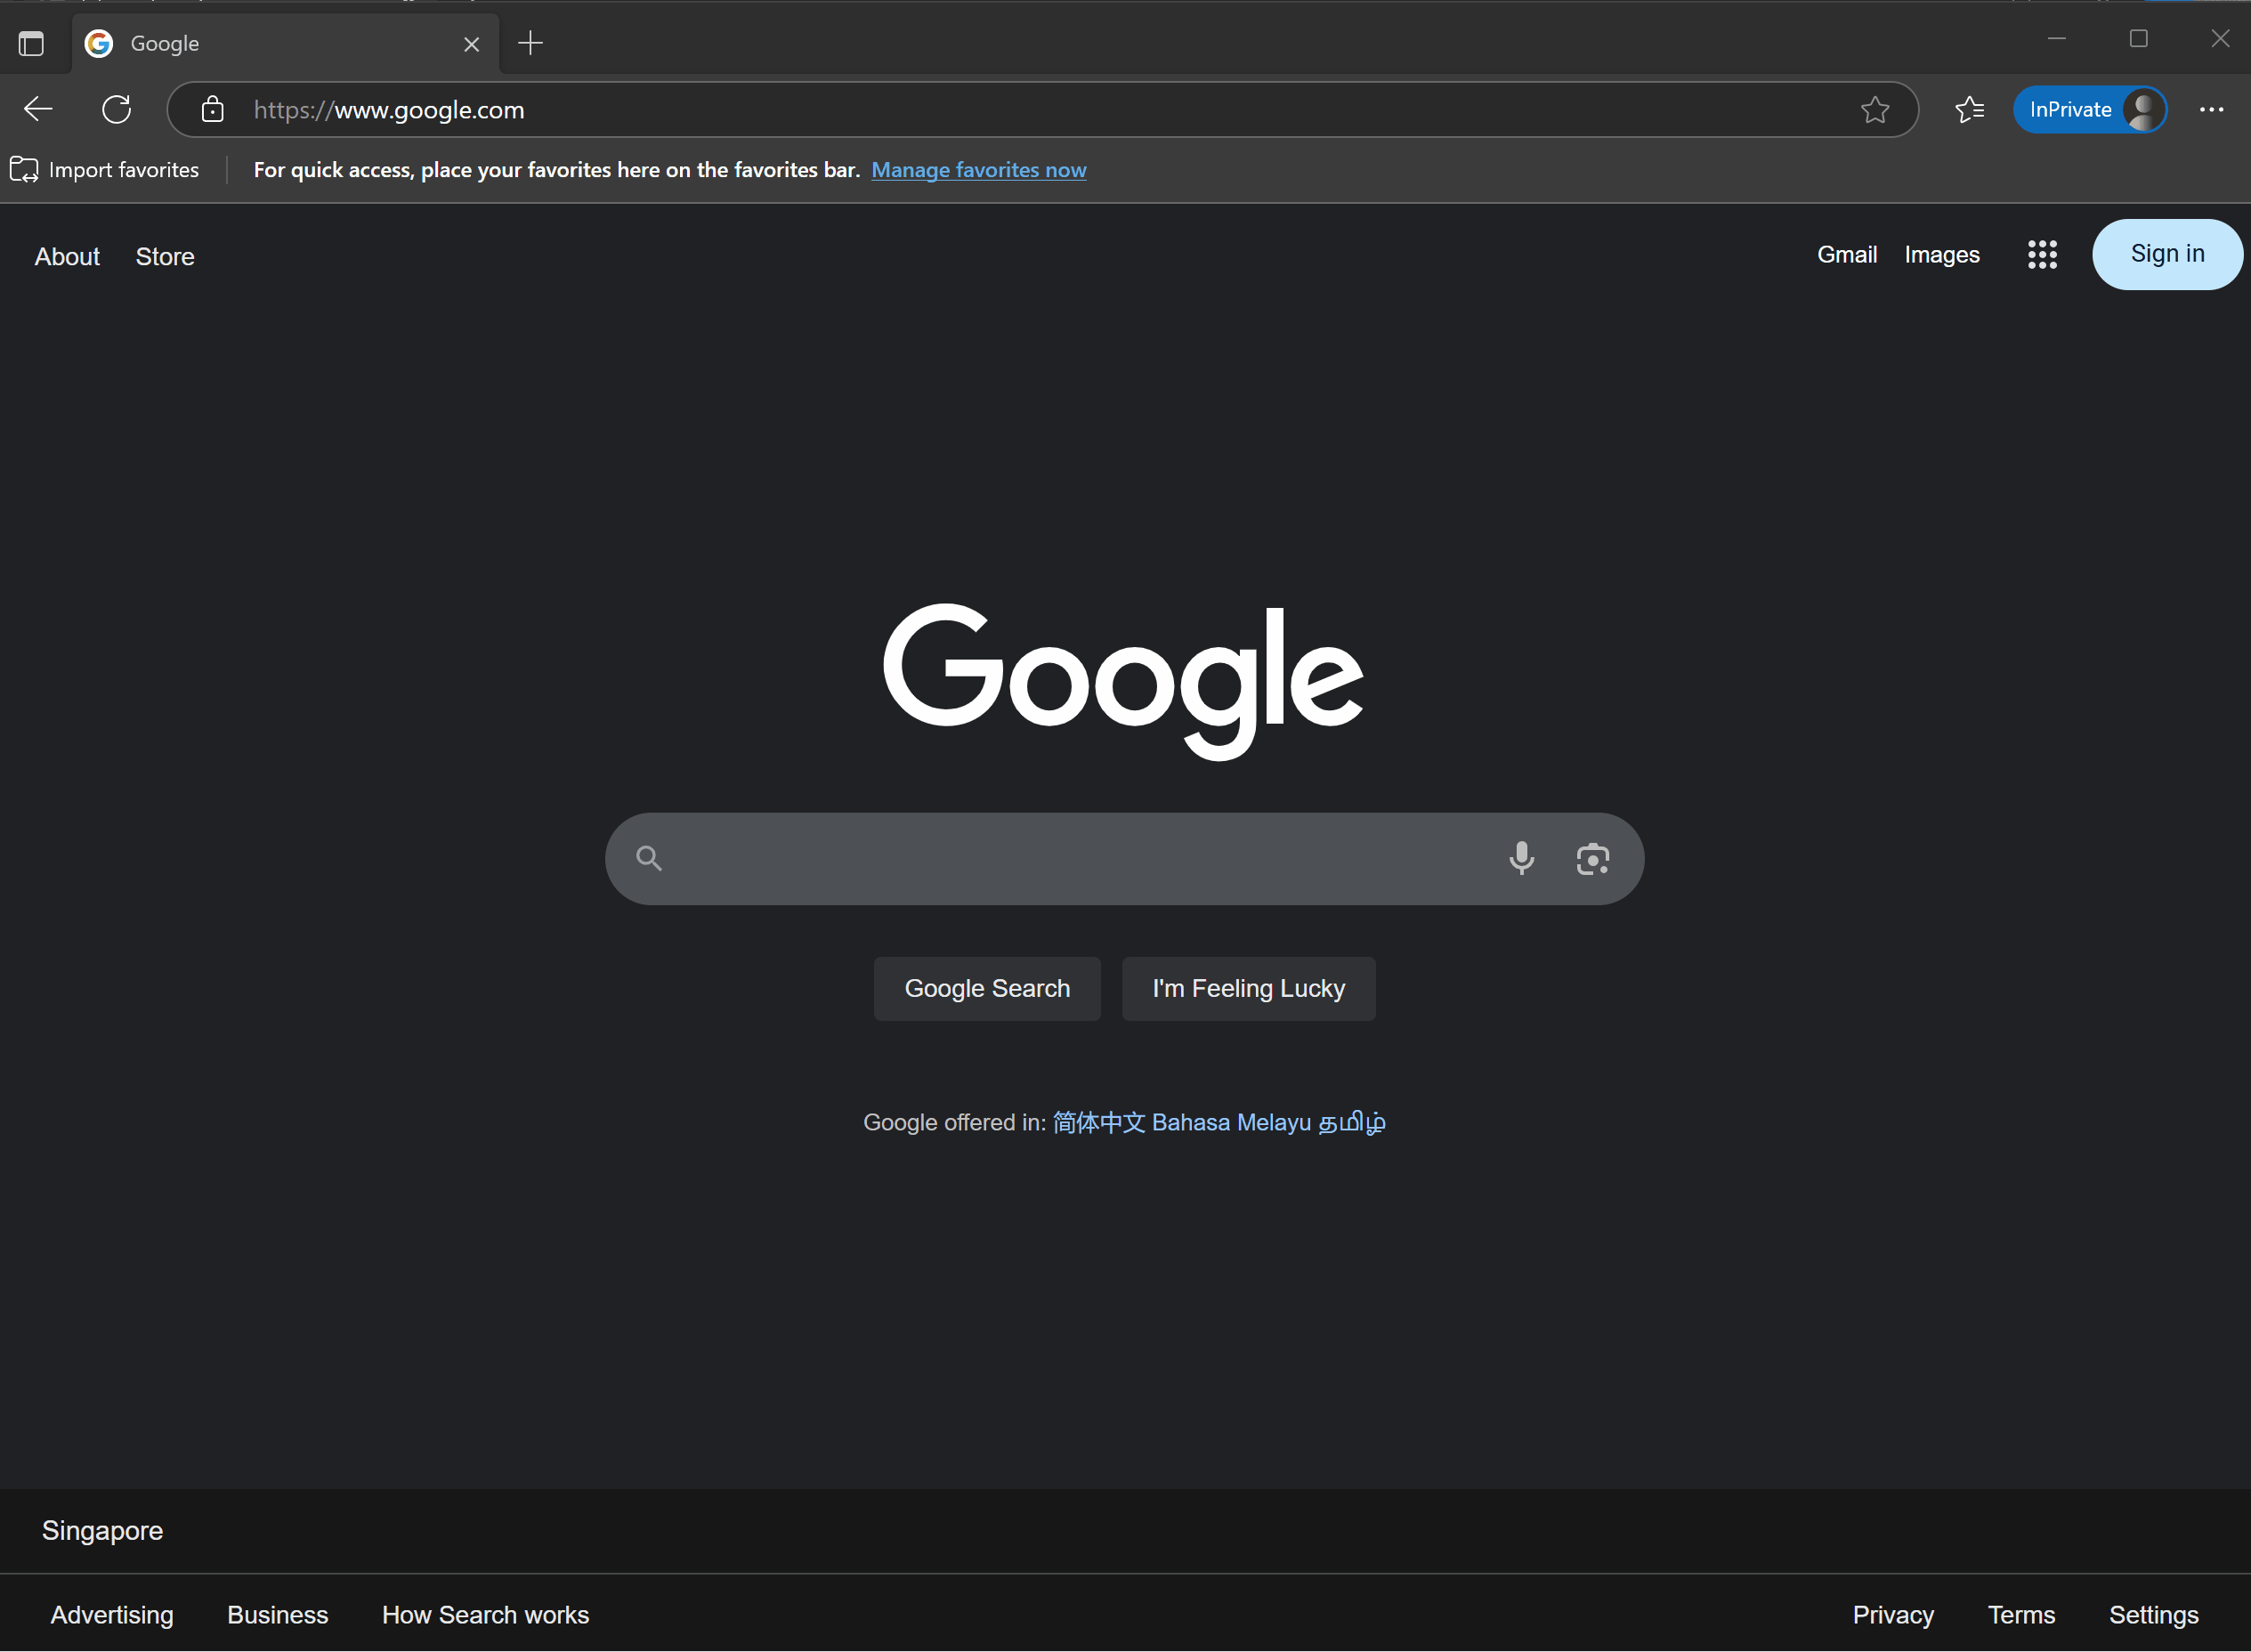 Google
https://www.google.com
InPrivate
Import favorites
For quick access, place your favorites here on the favorites bar. Manage favorites now
About Store
Gmail Images
Sign in
Google
Google Search
I'm Feeling Lucky
Google offered in: 简体中文 Bahasa Melayu தமிழ்
Singapore
Advertising Business How Search works
Privacy Terms Settings